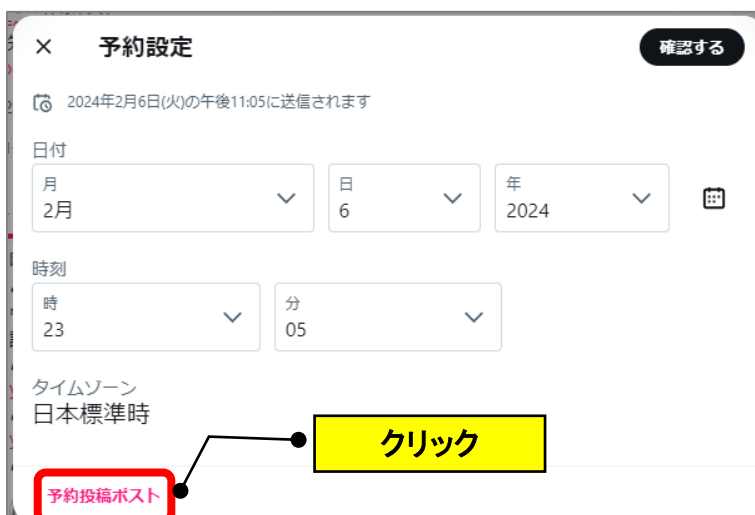 予約設定
確認する
2024年2月6日(火)の午後11:05に送信されます
日付
月
2月
日
6
年
2024
時刻
時
23
分
05
タイムゾーン
日本標準時
クリック
予約投稿ポスト